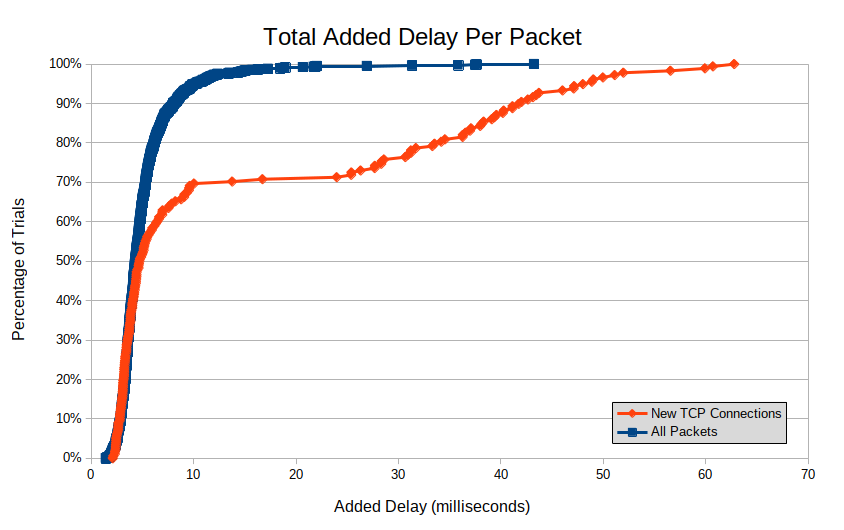 Total Added Delay Per Packet
100%
90%
80%
70%
60%
50%
40%
30%
20%
10%
0%
Percentage of Trials
0 10 20 30 40 50 60 70
Added Delay (milliseconds)
New TCP Connections
All Packets